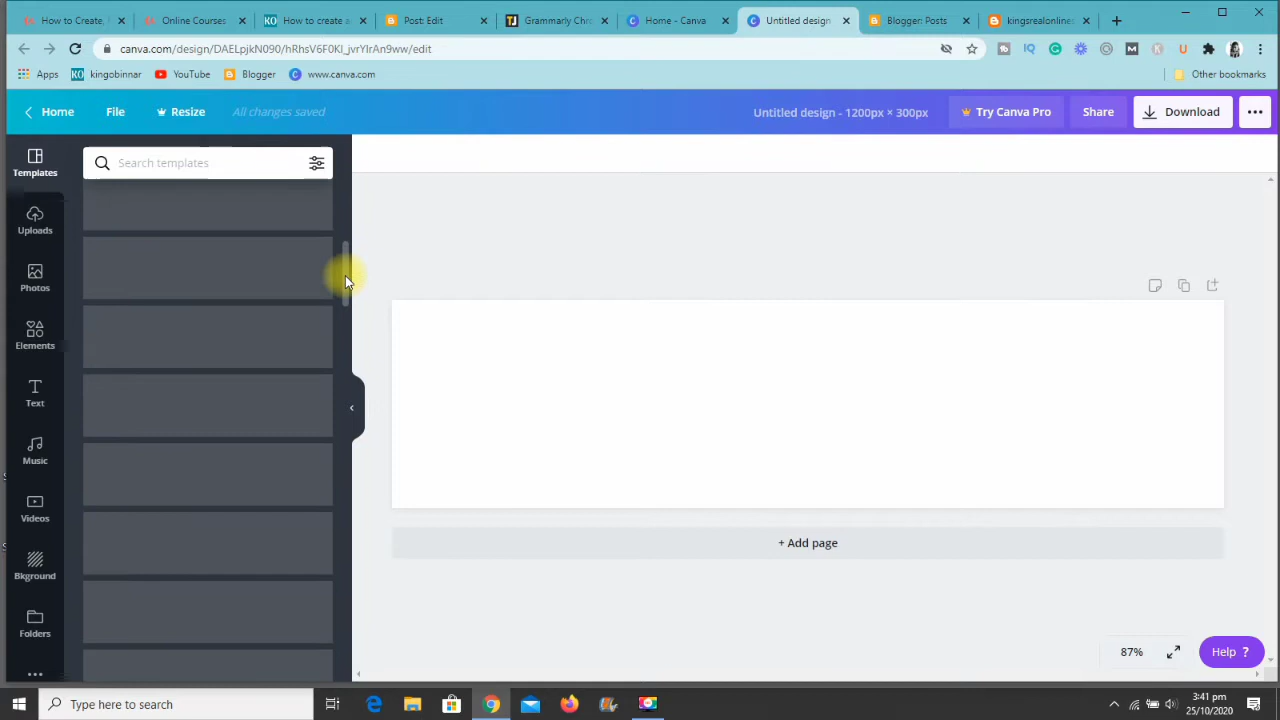 How to Create,
Online Courses
How to create a
Post: Edit
Grammarly Chr
Home - Canva
Untitled design
Blogger: Posts
kingsrealonline
canva.com/design/DAELpjkN090/hRhsV6F0KI_jvrYIrAn9ww/edit
Apps
kingobinnar
YouTube
Blogger
www.canva.com
Other bookmarks
Home
File
Resize
All changes saved
Untitled design - 1200px × 300px
Try Canva Pro
Share
Download
Templates
Search templates
Uploads
Photos
Elements
Text
Music
Videos
Bkground
Folders
+ Add page
87%
Help ?
Type here to search
3:41 pm
25/10/2020